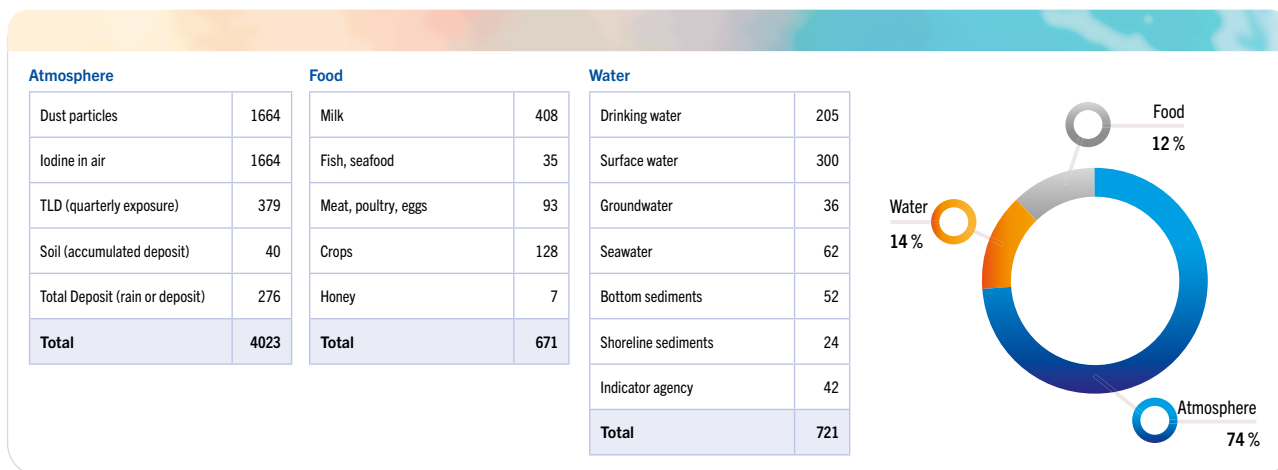 Atmosphere
Dust particles 1664
Iodine in air 1664
TLD (quarterly exposure) 379
Soil (accumulated deposit) 40
Total Deposit (rain or deposit) 276
Total 4023
Food
Milk 408
Fish, seafood 35
Meat, poultry, eggs 93
Crops 128
Honey 7
Total 671
Water
Drinking water 205
Surface water 300
Groundwater 36
Seawater 62
Bottom sediments 52
Shoreline sediments 24
Indicator agency 42
Total 721
Food
12 %
Water
14 %
Atmosphere
74 %